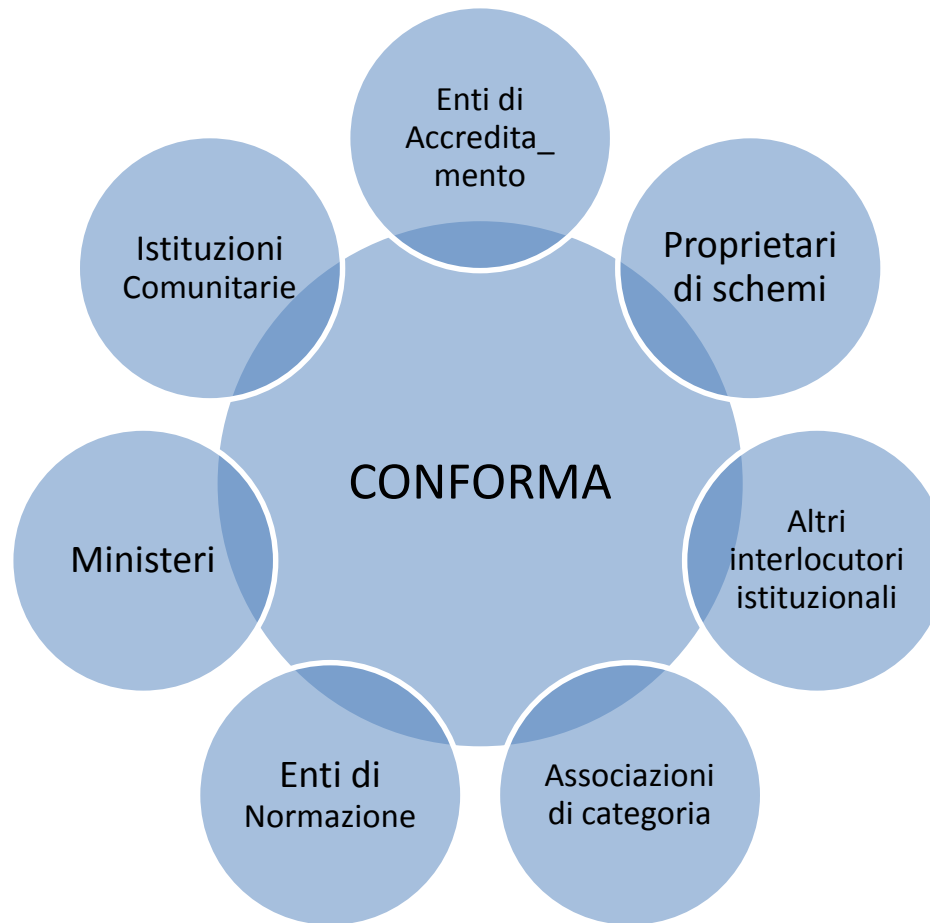 Enti di
Accredita_
mento
Proprietari
di schemi
Altri
interlocutori
istituzionali
Associazioni
di categoria
Enti di
Normazione
Ministeri
Istituzioni
Comunitarie
CONFORMA